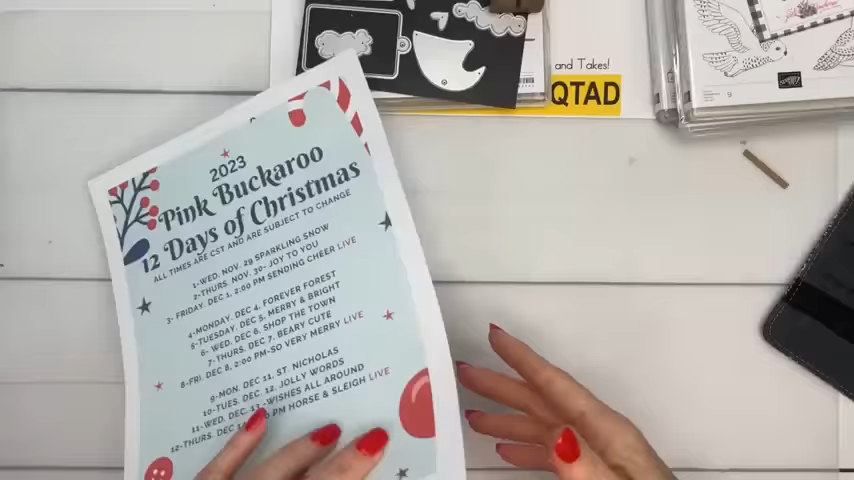 and Takes!
QTAD
9
2023
Pink Buckaroo
12 Days of Christmas
ALL TIMES ARE CST AND ARE SUBJECT TO CHANGE
1-WED. NOV. 29 SPARKLING SNOW
2-THURS. NOV. 30- JOY TO YOU
3- FRIDAY. DEC 1, 2:00 PM SENDING CHEER LIVE
4-MONDAY. DEC 4. FOREVER FOREST
5-TUESDAY. DEC 5. MERRY & BRIGHT
6- WED. DEC 6. SHOP THE TOWN
7-THURS. DEC 7. BEARY CUTE
8-FRI. DEC 8, 2:00 PM-SO VERY MERRY LIVE
9-MON. DEC 11. ST. NICHOLAS
10-TUES. DEC. 12. JOLLY WORDS
11-WED. DEC. 13 -WISHES ALL AROUND
12-THURS. DEC PM HORSE & SLEIGH LIVE